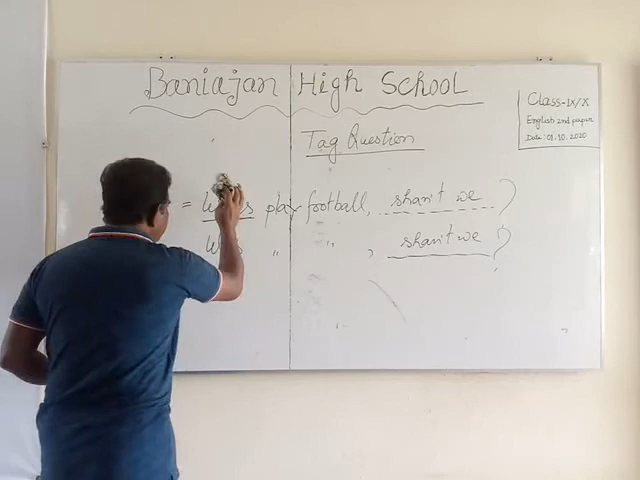 Baniajan High School
Class-IX/X
English 2nd paper
Date: 01.10.2020
Tag Question
= play football, shan't we?
" " , shan't we?